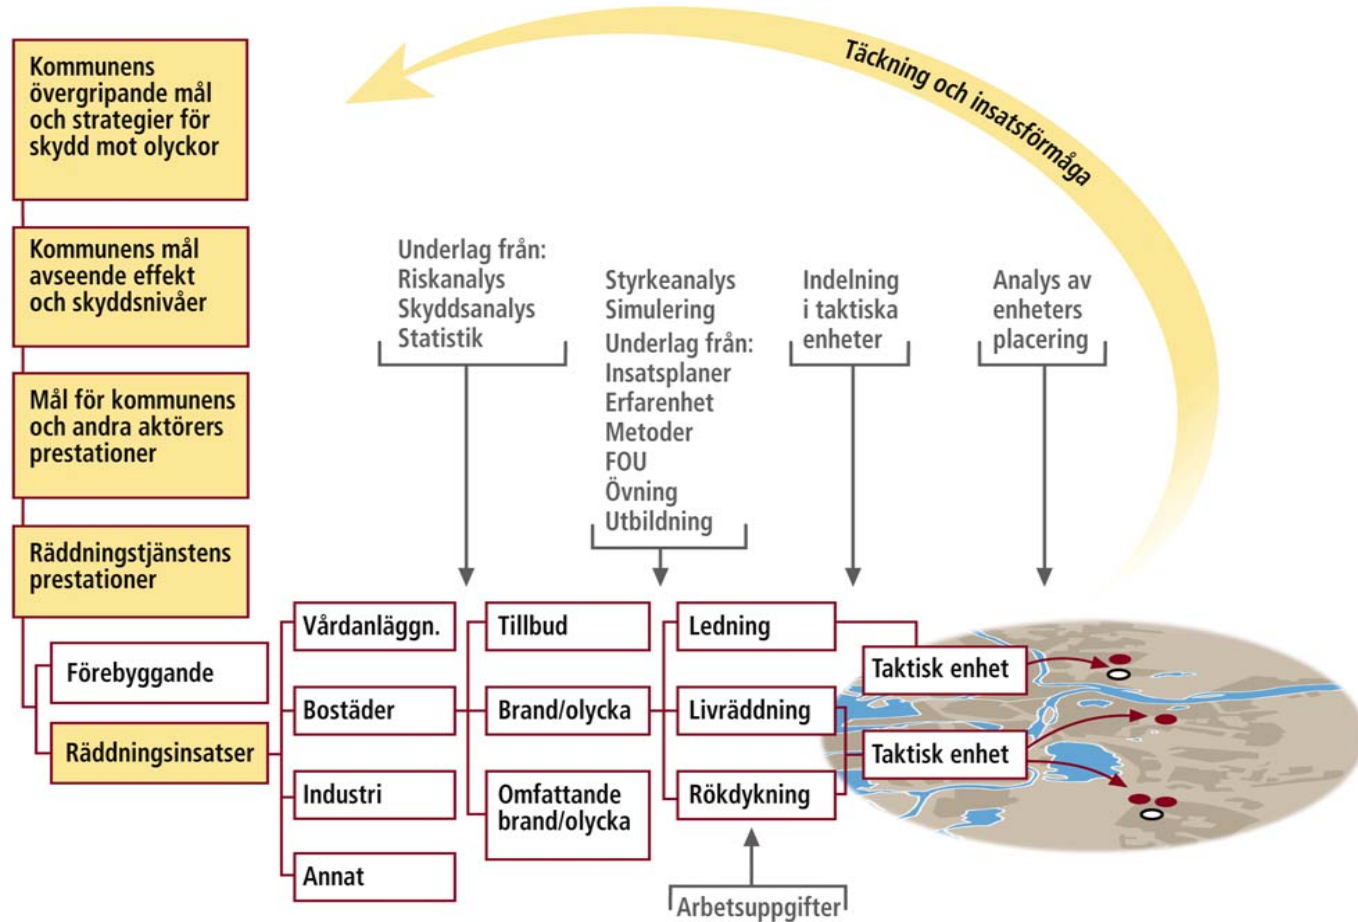 Kommunens
övergripande mål
och strategier för
skydd mot olyckor
Kommunens mål
avseende effekt
och skyddsnivåer
Mål för kommunens
och andra aktörers
prestationer
Räddningstjänstens
prestationer
Förebyggande
Räddningsinsatser
Täckning och insatsförmåga
Underlag från:
Riskanalys
Skyddsanalys
Statistik
Styrkeanalys
Simulering
Underlag från:
Insatsplaner
Erfarenhet
Metoder
FOU
Övning
Utbildning
Indelning
i taktiska
enheter
Analys av
enheters
placering
Vårdanläggn.
Bostäder
Industri
Annat
Tillbud
Brand/olycka
Omfattande
brand/olycka
Ledning
Livräddning
Rökdykning
Taktisk enhet
Taktisk enhet
Arbetsuppgifter